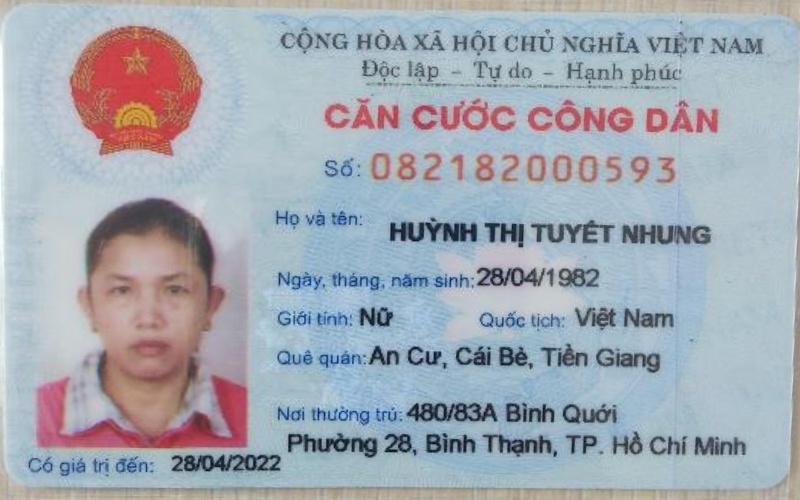 CỘNG HÒA XÃ HỘI CHỦ NGHĨA VIỆT NAM
Độc lập - Tự do - Hạnh phúc
CĂN CƯỚC CÔNG DÂN
Số: 082182000593
Họ và tên: HUỲNH THỊ TUYẾT NHUNG
Ngày, tháng, năm sinh: 28/04/1982
Giới tính: Nữ Quốc tịch: Việt Nam
Quê quán: An Cư, Cái Bè, Tiền Giang
Nơi thường trú: 480/83A Bình Quới
Phường 28, Bình Thạnh, TP. Hồ Chí Minh
Có giá trị đến: 28/04/2022